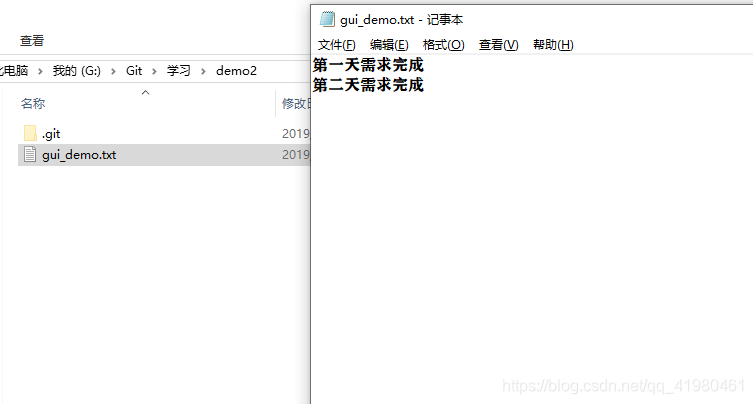 查看
此电脑 > 我的 (G:) > Git > 学习 > demo2
名称
修改日
.git
2019
gui_demo.txt
2019
gui_demo.txt - 记事本
文件(F) 编辑(E) 格式(O) 查看(V) 帮助(H)
第一天需求完成
第二天需求完成
https://blog.csdn.net/qq_41980461